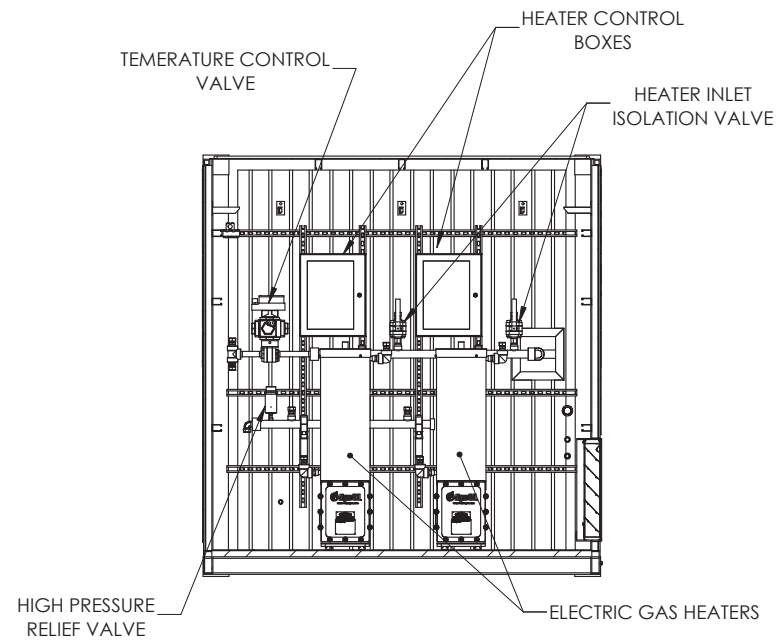 HEATER CONTROL
BOXES
TEMERATURE CONTROL
VALVE
HEATER INLET
ISOLATION VALVE
HIGH PRESSURE
RELIEF VALVE
ELECTRIC GAS HEATERS